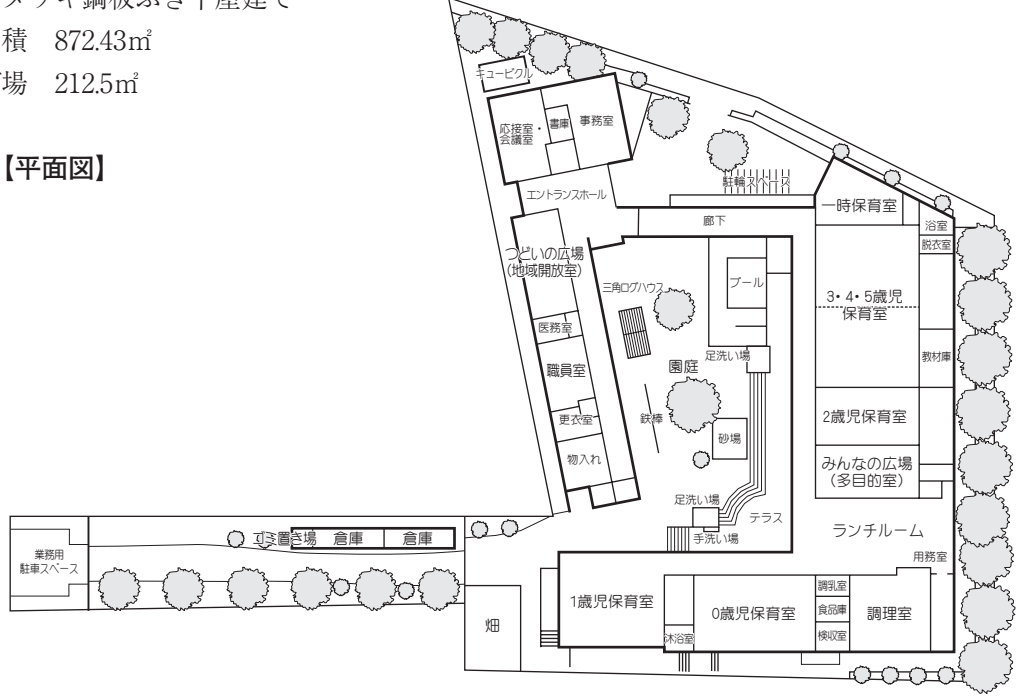 メッキ鋼板ぶき平屋建て
積　872.43㎡
場　212.5㎡
【平面図】
キュービクル
応接室・
会議室
書庫
事務室
駐輪スペース
エントランスホール
廊下
一時保育室
浴室
脱衣室
つどいの広場
（地域開放室）
三角ログハウス
プール
3・4・5歳児
保育室
医務室
職員室
足洗い場
教材庫
園庭
更衣室
鉄棒
砂場
2歳児保育室
物入れ
みんなの広場
（多目的室）
足洗い場
テラス
手洗い場
ランチルーム
用務室
業務用
駐車スペース
ゴミ置き場
倉庫
倉庫
畑
1歳児保育室
沐浴室
0歳児保育室
調乳室
食品庫
検収室
調理室